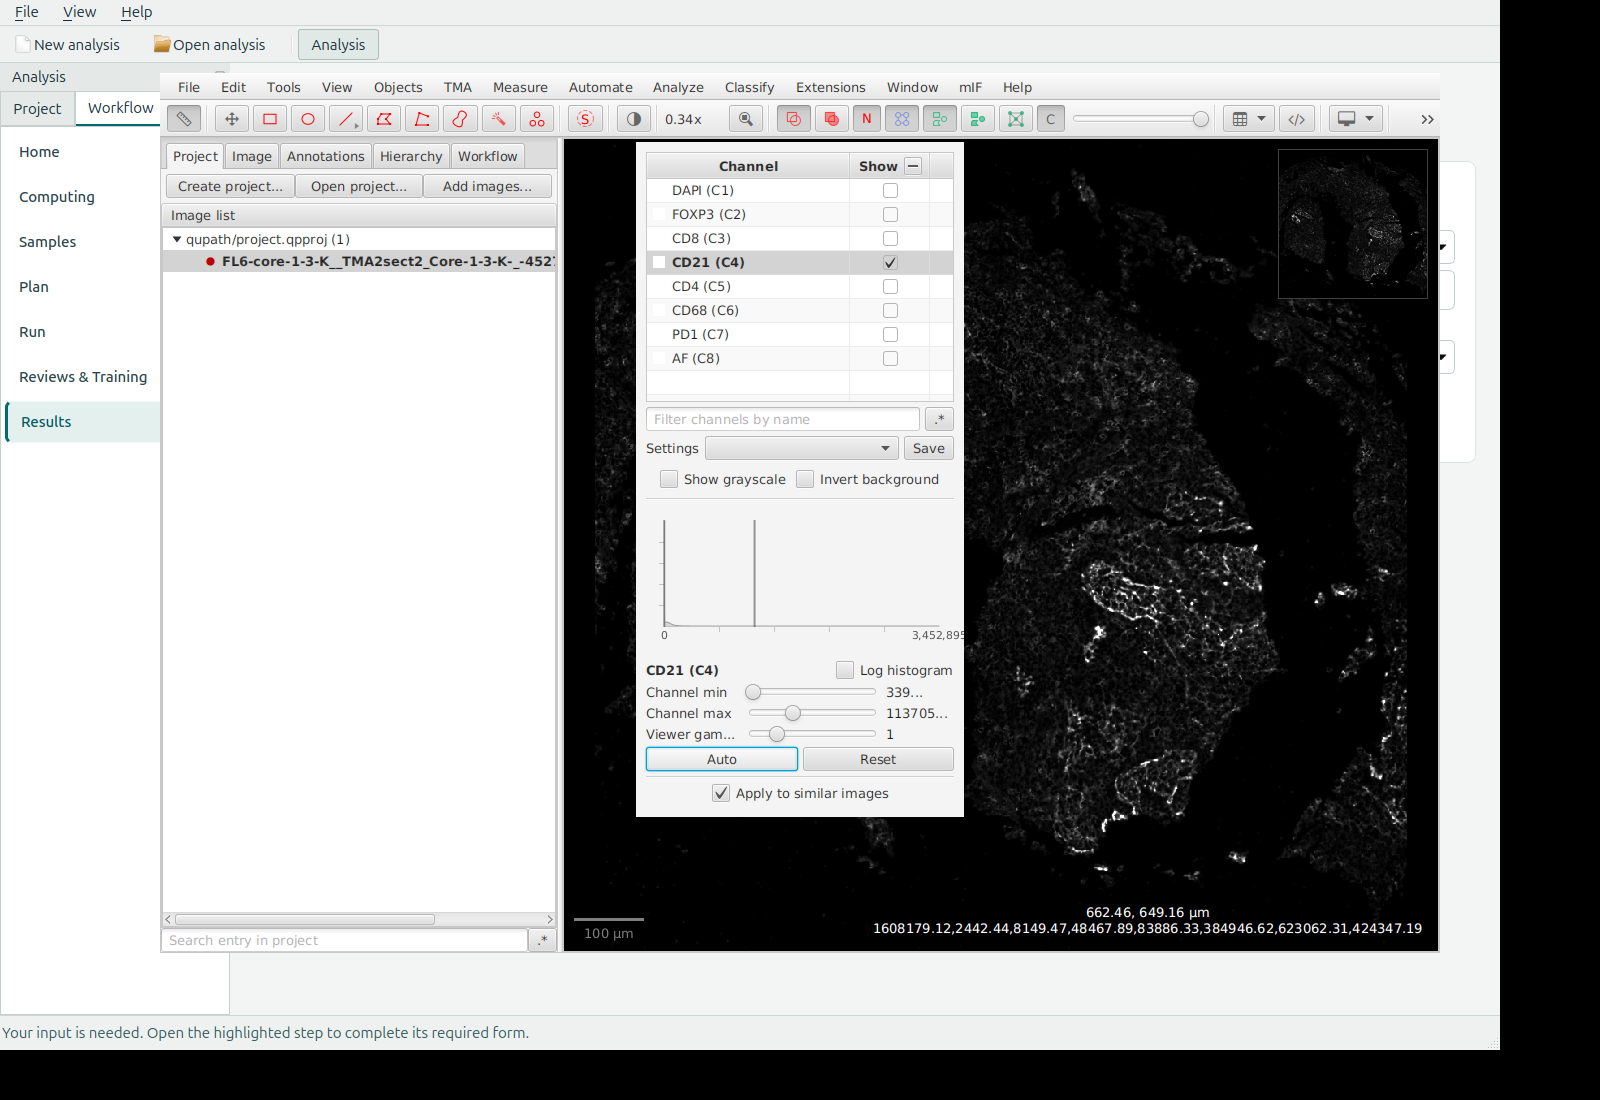 File View Help
New analysis Open analysis Analysis
Analysis
Project Workflow
Home
Computing
Samples
Plan
Run
Reviews & Training
Results
File Edit Tools View Objects TMA Measure Automate Analyze Classify Extensions Window mIF Help
S 0.34x N C >>
Project Image Annotations Hierarchy Workflow
Create project... Open project... Add images...
Image list
qupath/project.qpproj (1)
FL6-core-1-3-K__TMA2sect2_Core-1-3-K-_-452
Search entry in project .*
Channel Show
DAPI (C1)
FOXP3 (C2)
CD8 (C3)
CD21 (C4)
CD4 (C5)
CD68 (C6)
PD1 (C7)
AF (C8)
Filter channels by name .*
Settings Save
Show grayscale Invert background
0 3,452,895
CD21 (C4) Log histogram
Channel min 339...
Channel max 113705...
Viewer gam... 1
Auto Reset
Apply to similar images
100 µm
662.46, 649.16 µm
1608179.12,2442.44,8149.47,48467.89,83886.33,384946.62,623062.31,424347.19
Your input is needed. Open the highlighted step to complete its required form.